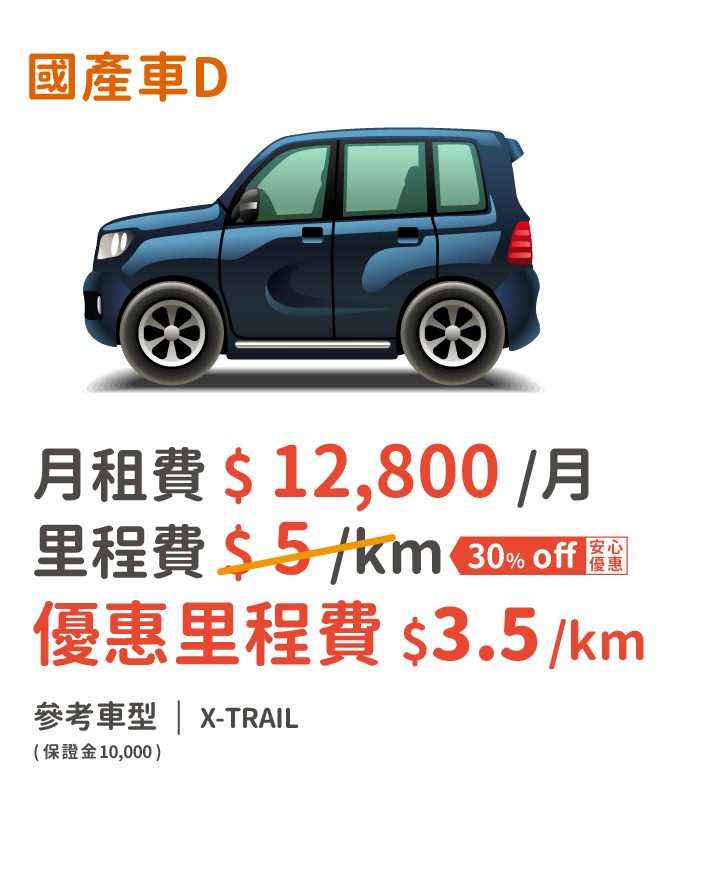 國產車D
月租費 $ 12,800 /月
里程費 $ 5 /km 30% off 安心優惠
優惠里程費 $3.5/km
參考車型 | X-TRAIL
(保證金10,000)